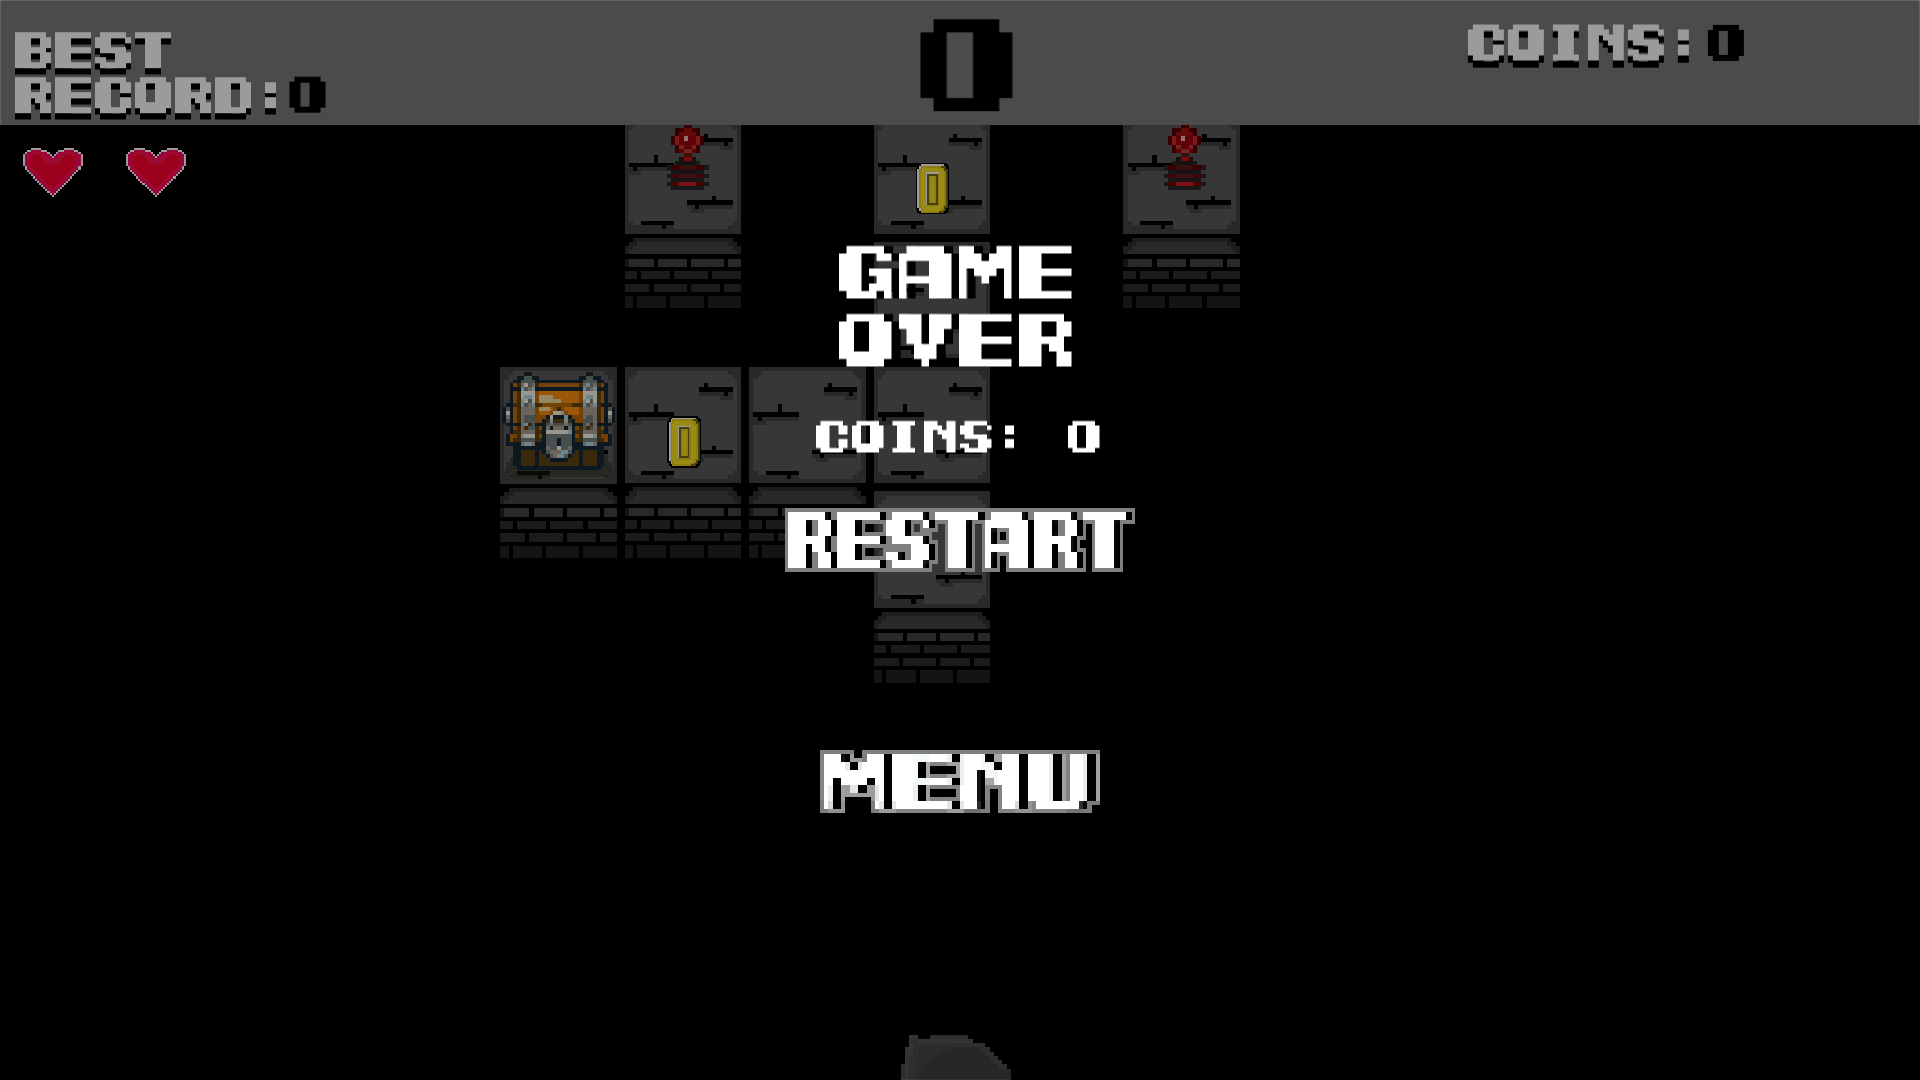 BEST
RECORD:0
0
COINS:0
GAME
OVER
COINS: 0
RESTART
MENU